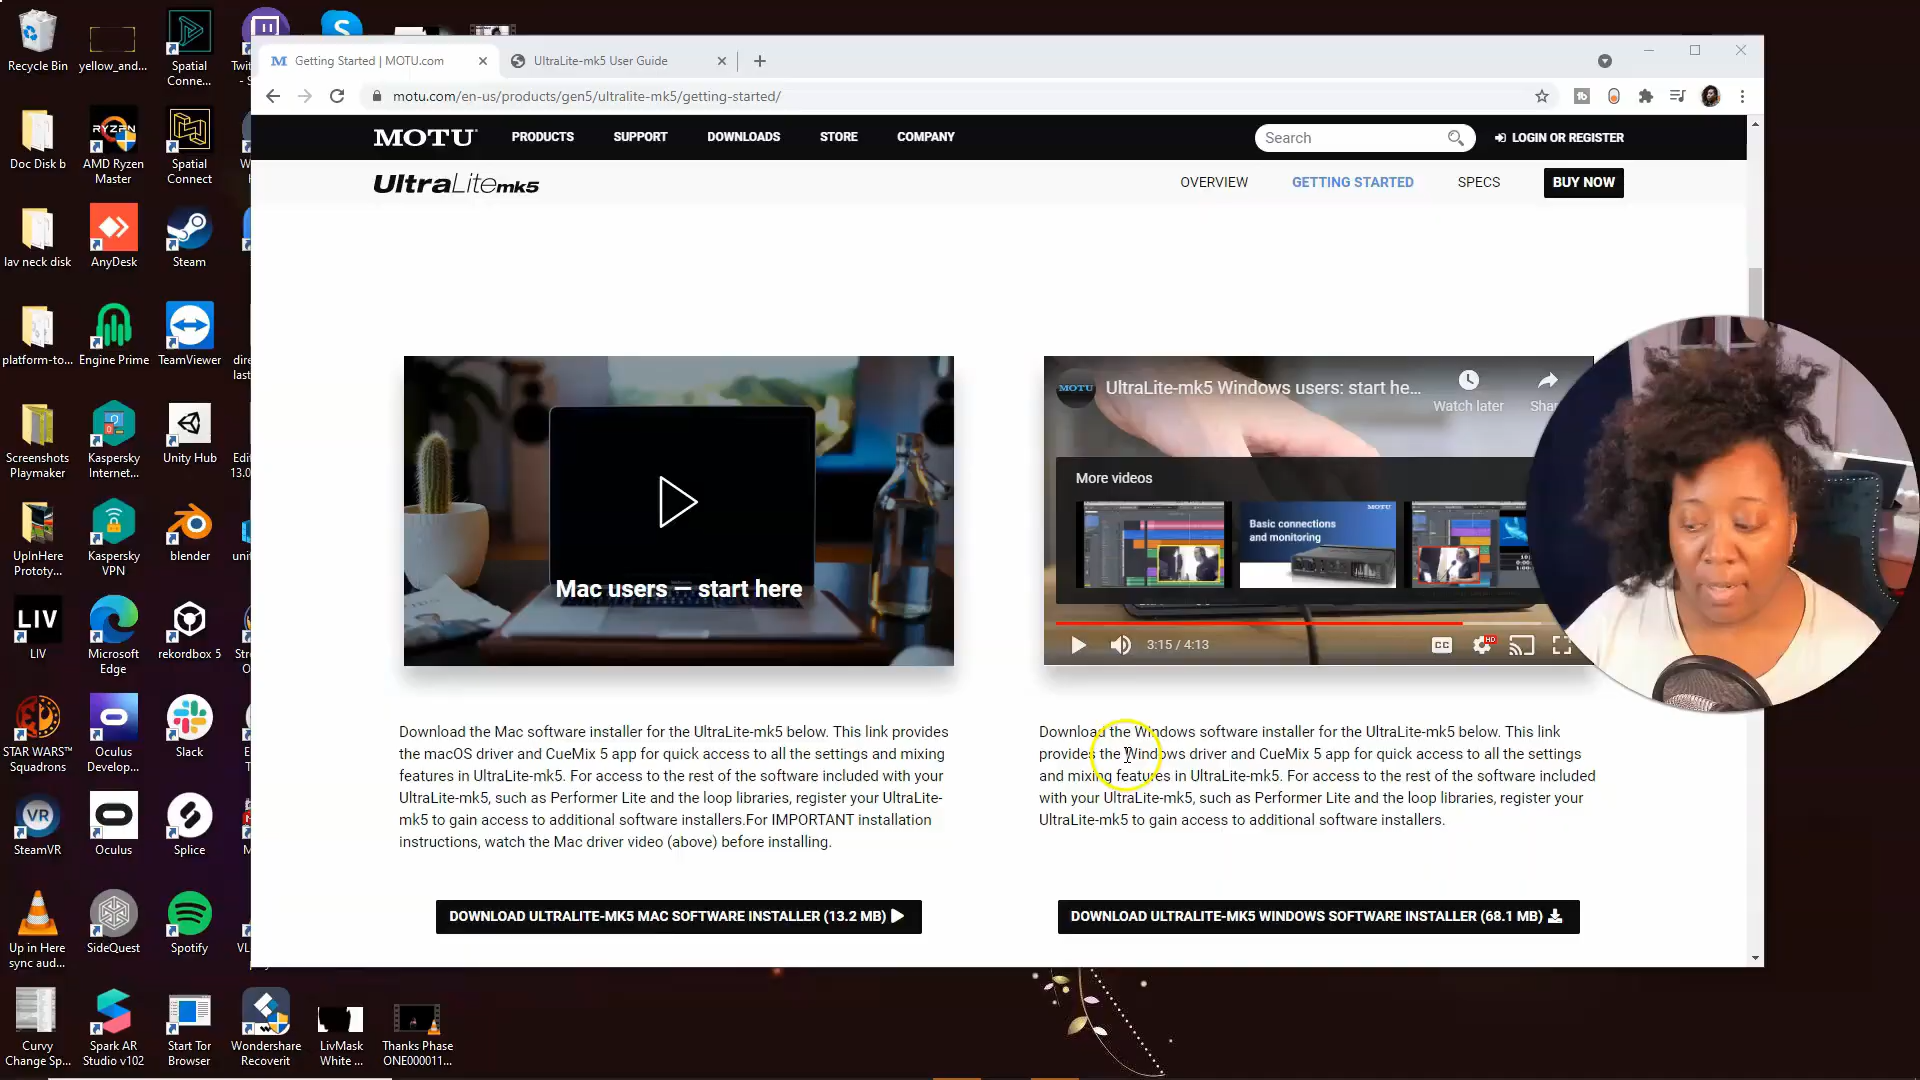 Getting Started | MOTU.com
UltraLite-mk5 User Guide
motu.com/en-us/products/gen5/ultralite-mk5/getting-started/
MOTU
PRODUCTS
SUPPORT
DOWNLOADS
STORE
COMPANY
Search
LOGIN OR REGISTER
UltraLitemk5
OVERVIEW
GETTING STARTED
SPECS
BUY NOW
Mac users – start here
MOTU
UltraLite-mk5 Windows users: start he...
Watch later
More videos
MOTU
Basic connections
and monitoring
3:15 / 4:13
CC
HD
Download the Mac software installer for the UltraLite-mk5 below. This link provides
the macOS driver and CueMix 5 app for quick access to all the settings and mixing
features in UltraLite-mk5. For access to the rest of the software included with your
UltraLite-mk5, such as Performer Lite and the loop libraries, register your UltraLite-
mk5 to gain access to additional software installers.For IMPORTANT installation
instructions, watch the Mac driver video (above) before installing.
Download the Windows software installer for the UltraLite-mk5 below. This link
provides the Windows driver and CueMix 5 app for quick access to all the settings
and mixing features in UltraLite-mk5. For access to the rest of the software included
with your UltraLite-mk5, such as Performer Lite and the loop libraries, register your
UltraLite-mk5 to gain access to additional software installers.
DOWNLOAD ULTRALITE-MK5 MAC SOFTWARE INSTALLER (13.2 MB)
DOWNLOAD ULTRALITE-MK5 WINDOWS SOFTWARE INSTALLER (68.1 MB)
Recycle Bin
yellow_and...
Spatial
Conne...
Doc Disk b
RYZEN
AMD Ryzen
Master
Spatial
Connect
lav neck disk
AnyDesk
Steam
platform-to...
Engine Prime
TeamViewer
Screenshots
Playmaker
Kaspersky
Internet...
Unity Hub
UpInHere
Prototy...
Kaspersky
VPN
blender
LIV
LIV
Microsoft
Edge
rekordbox 5
STAR WARS™
Squadrons
Oculus
Develop...
Slack
VR
SteamVR
Oculus
Splice
Up in Here
sync aud...
SideQuest
Spotify
Curvy
Change Sp...
Spark AR
Studio v102
Start Tor
Browser
Wondershare
Recoverit
LivMask
White ...
Thanks Phase
ONE000011...